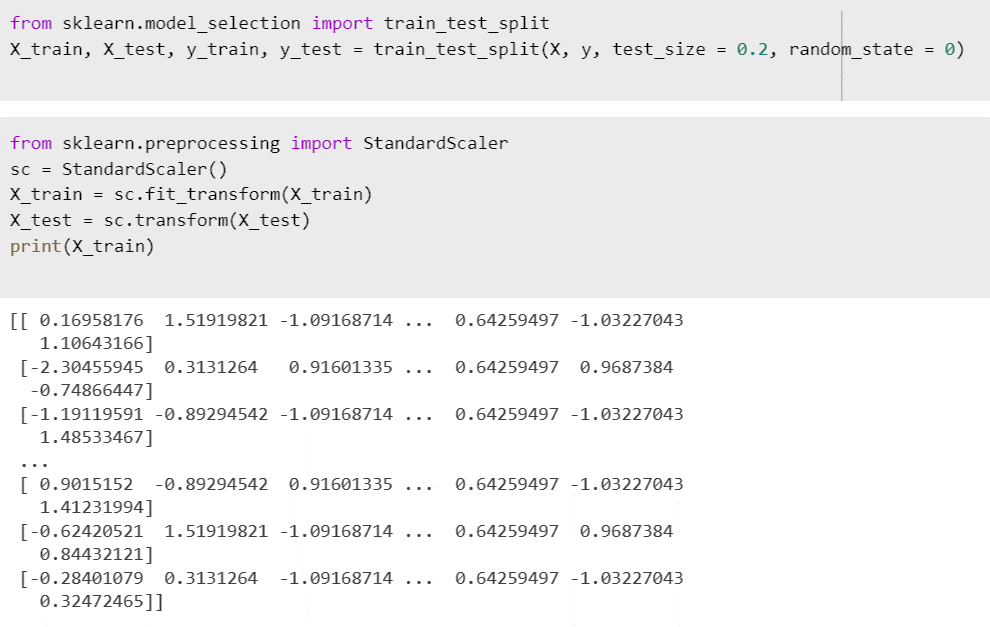 from sklearn.model_selection import train_test_split
X_train, X_test, y_train, y_test = train_test_split(X, y, test_size = 0.2, random_state = 0)
from sklearn.preprocessing import StandardScaler
sc = StandardScaler()
X_train = sc.fit_transform(X_train)
X_test = sc.transform(X_test)
print(X_train)
[[ 0.16958176  1.51919821 -1.09168714 ...  0.64259497 -1.03227043
   1.10643166]
 [-2.30455945  0.3131264   0.91601335 ...  0.64259497  0.9687384
  -0.74866447]
 [-1.19119591 -0.89294542 -1.09168714 ...  0.64259497 -1.03227043
   1.48533467]
 ...
 [ 0.9015152  -0.89294542  0.91601335 ...  0.64259497 -1.03227043
   1.41231994]
 [-0.62420521  1.51919821 -1.09168714 ...  0.64259497  0.9687384
   0.84432121]
 [-0.28401079  0.3131264  -1.09168714 ...  0.64259497 -1.03227043
   0.32472465]]